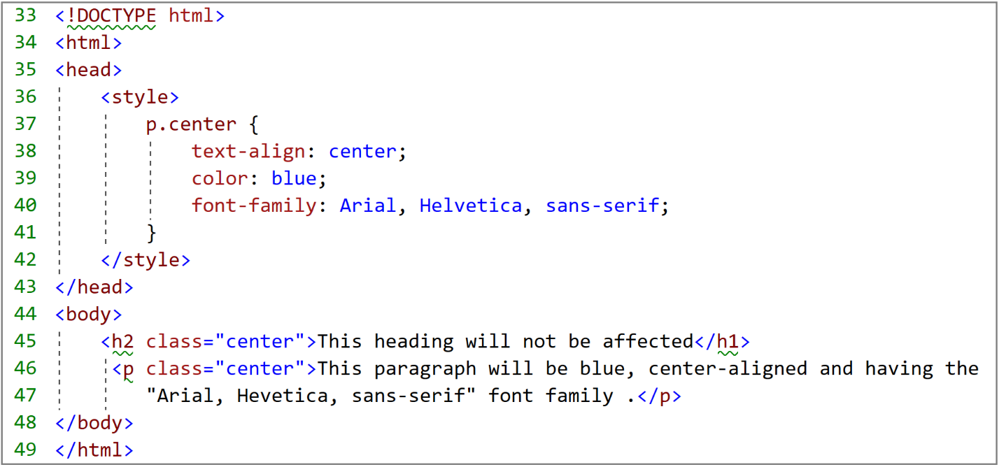 33 <!DOCTYPE html>
34 <html>
35 <head>
36     <style>
37         p.center {
38             text-align: center;
39             color: blue;
40             font-family: Arial, Helvetica, sans-serif;
41         }
42     </style>
43 </head>
44 <body>
45     <h2 class="center">This heading will not be affected</h1>
46      <p class="center">This paragraph will be blue, center-aligned and having the
47         "Arial, Hevetica, sans-serif" font family .</p>
48 </body>
49 </html>